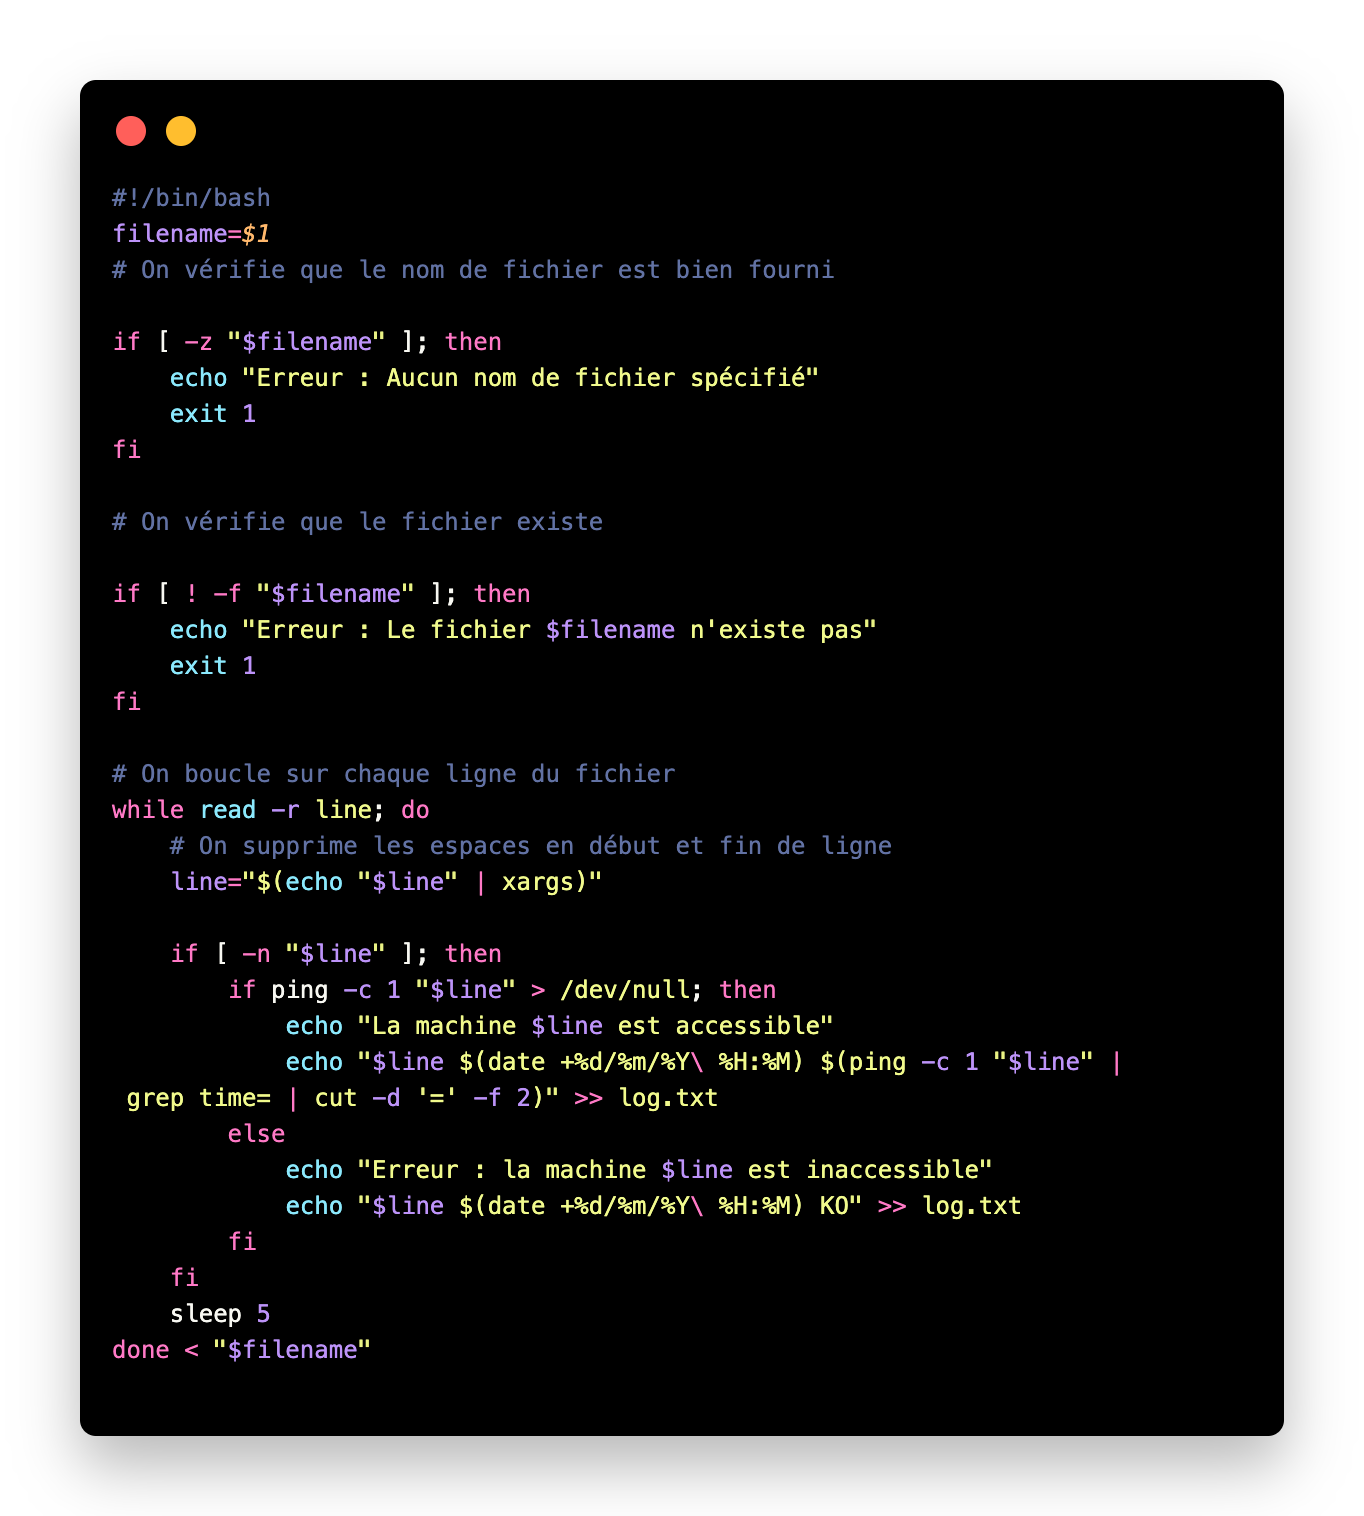 #!/bin/bash
filename=$1
# On vérifie que le nom de fichier est bien fourni
if [ -z "$filename" ]; then
    echo "Erreur : Aucun nom de fichier spécifié"
    exit 1
fi
# On vérifie que le fichier existe
if [ ! -f "$filename" ]; then
    echo "Erreur : Le fichier $filename n'existe pas"
    exit 1
fi
# On boucle sur chaque ligne du fichier
while read -r line; do
    # On supprime les espaces en début et fin de ligne
    line="$(echo "$line" | xargs)"
    if [ -n "$line" ]; then
        if ping -c 1 "$line" > /dev/null; then
            echo "La machine $line est accessible"
            echo "$line $(date +%d/%m/%Y\ %H:%M) $(ping -c 1 "$line" |
 grep time= | cut -d '=' -f 2)" >> log.txt
        else
            echo "Erreur : la machine $line est inaccessible"
            echo "$line $(date +%d/%m/%Y\ %H:%M) KO" >> log.txt
        fi
    fi
    sleep 5
done < "$filename"